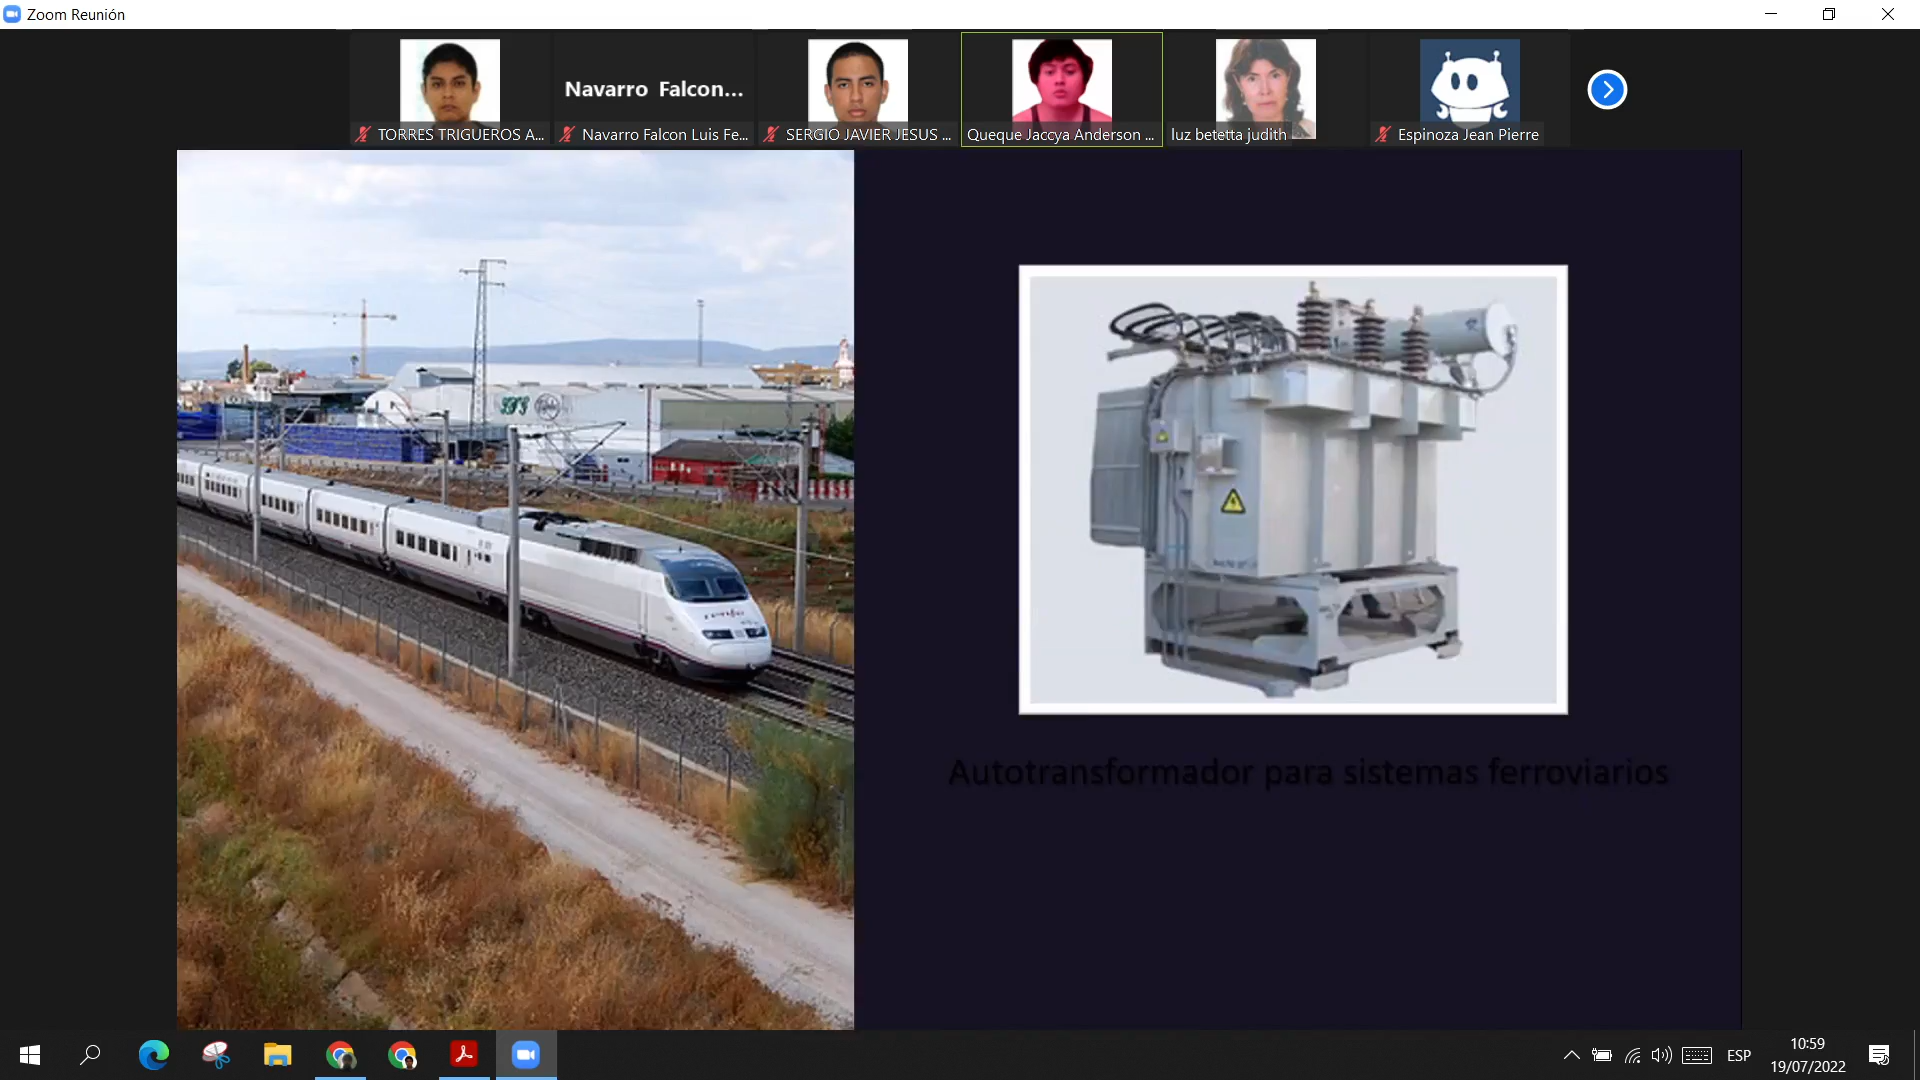 Zoom Reunión
Navarro Falcon...
TORRES TRIGUEROS A...
Navarro Falcon Luis Fe...
SERGIO JAVIER JESUS ...
Queque Jaccya Anderson ...
luz betetta judith
Espinoza Jean Pierre
renfe
Autotransformador para sistemas ferroviarios
ESP
10:59
19/07/2022